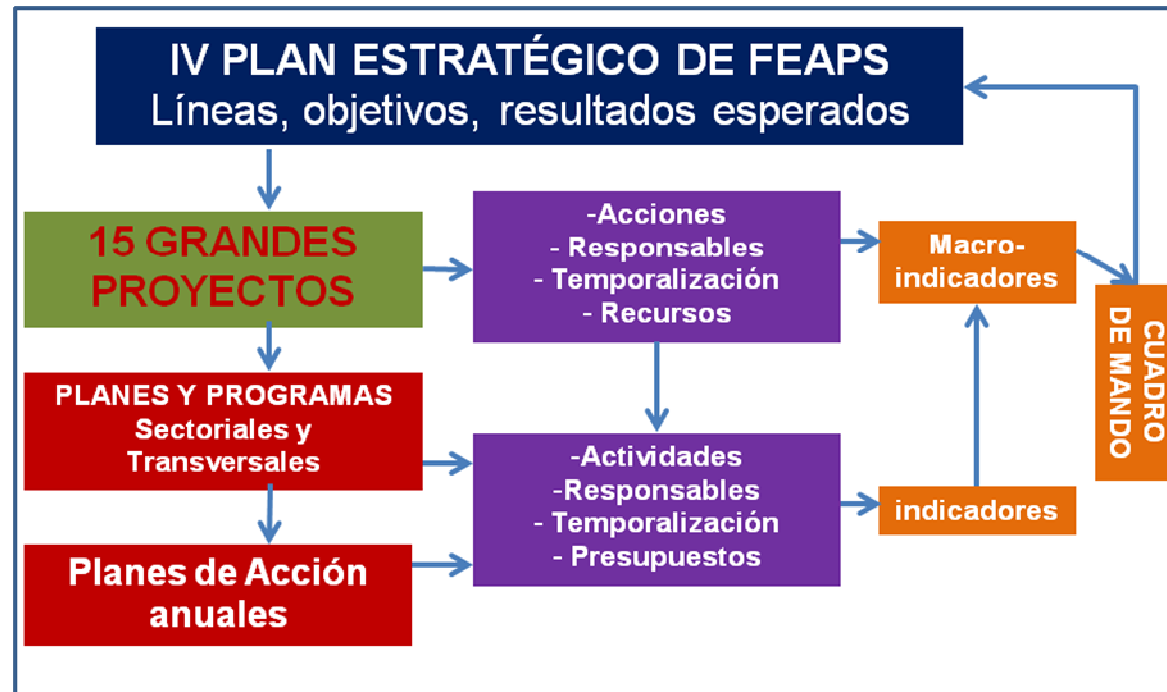 IV PLAN ESTRATÉGICO DE FEAPS
Líneas, objetivos, resultados esperados
15 GRANDES
PROYECTOS
-Acciones
- Responsables
- Temporalización
- Recursos
Macro-
indicadores
CUADRO
DE MANDO
PLANES Y PROGRAMAS
Sectoriales y
Transversales
-Actividades
-Responsables
- Temporalización
- Presupuestos
indicadores
Planes de Acción
anuales